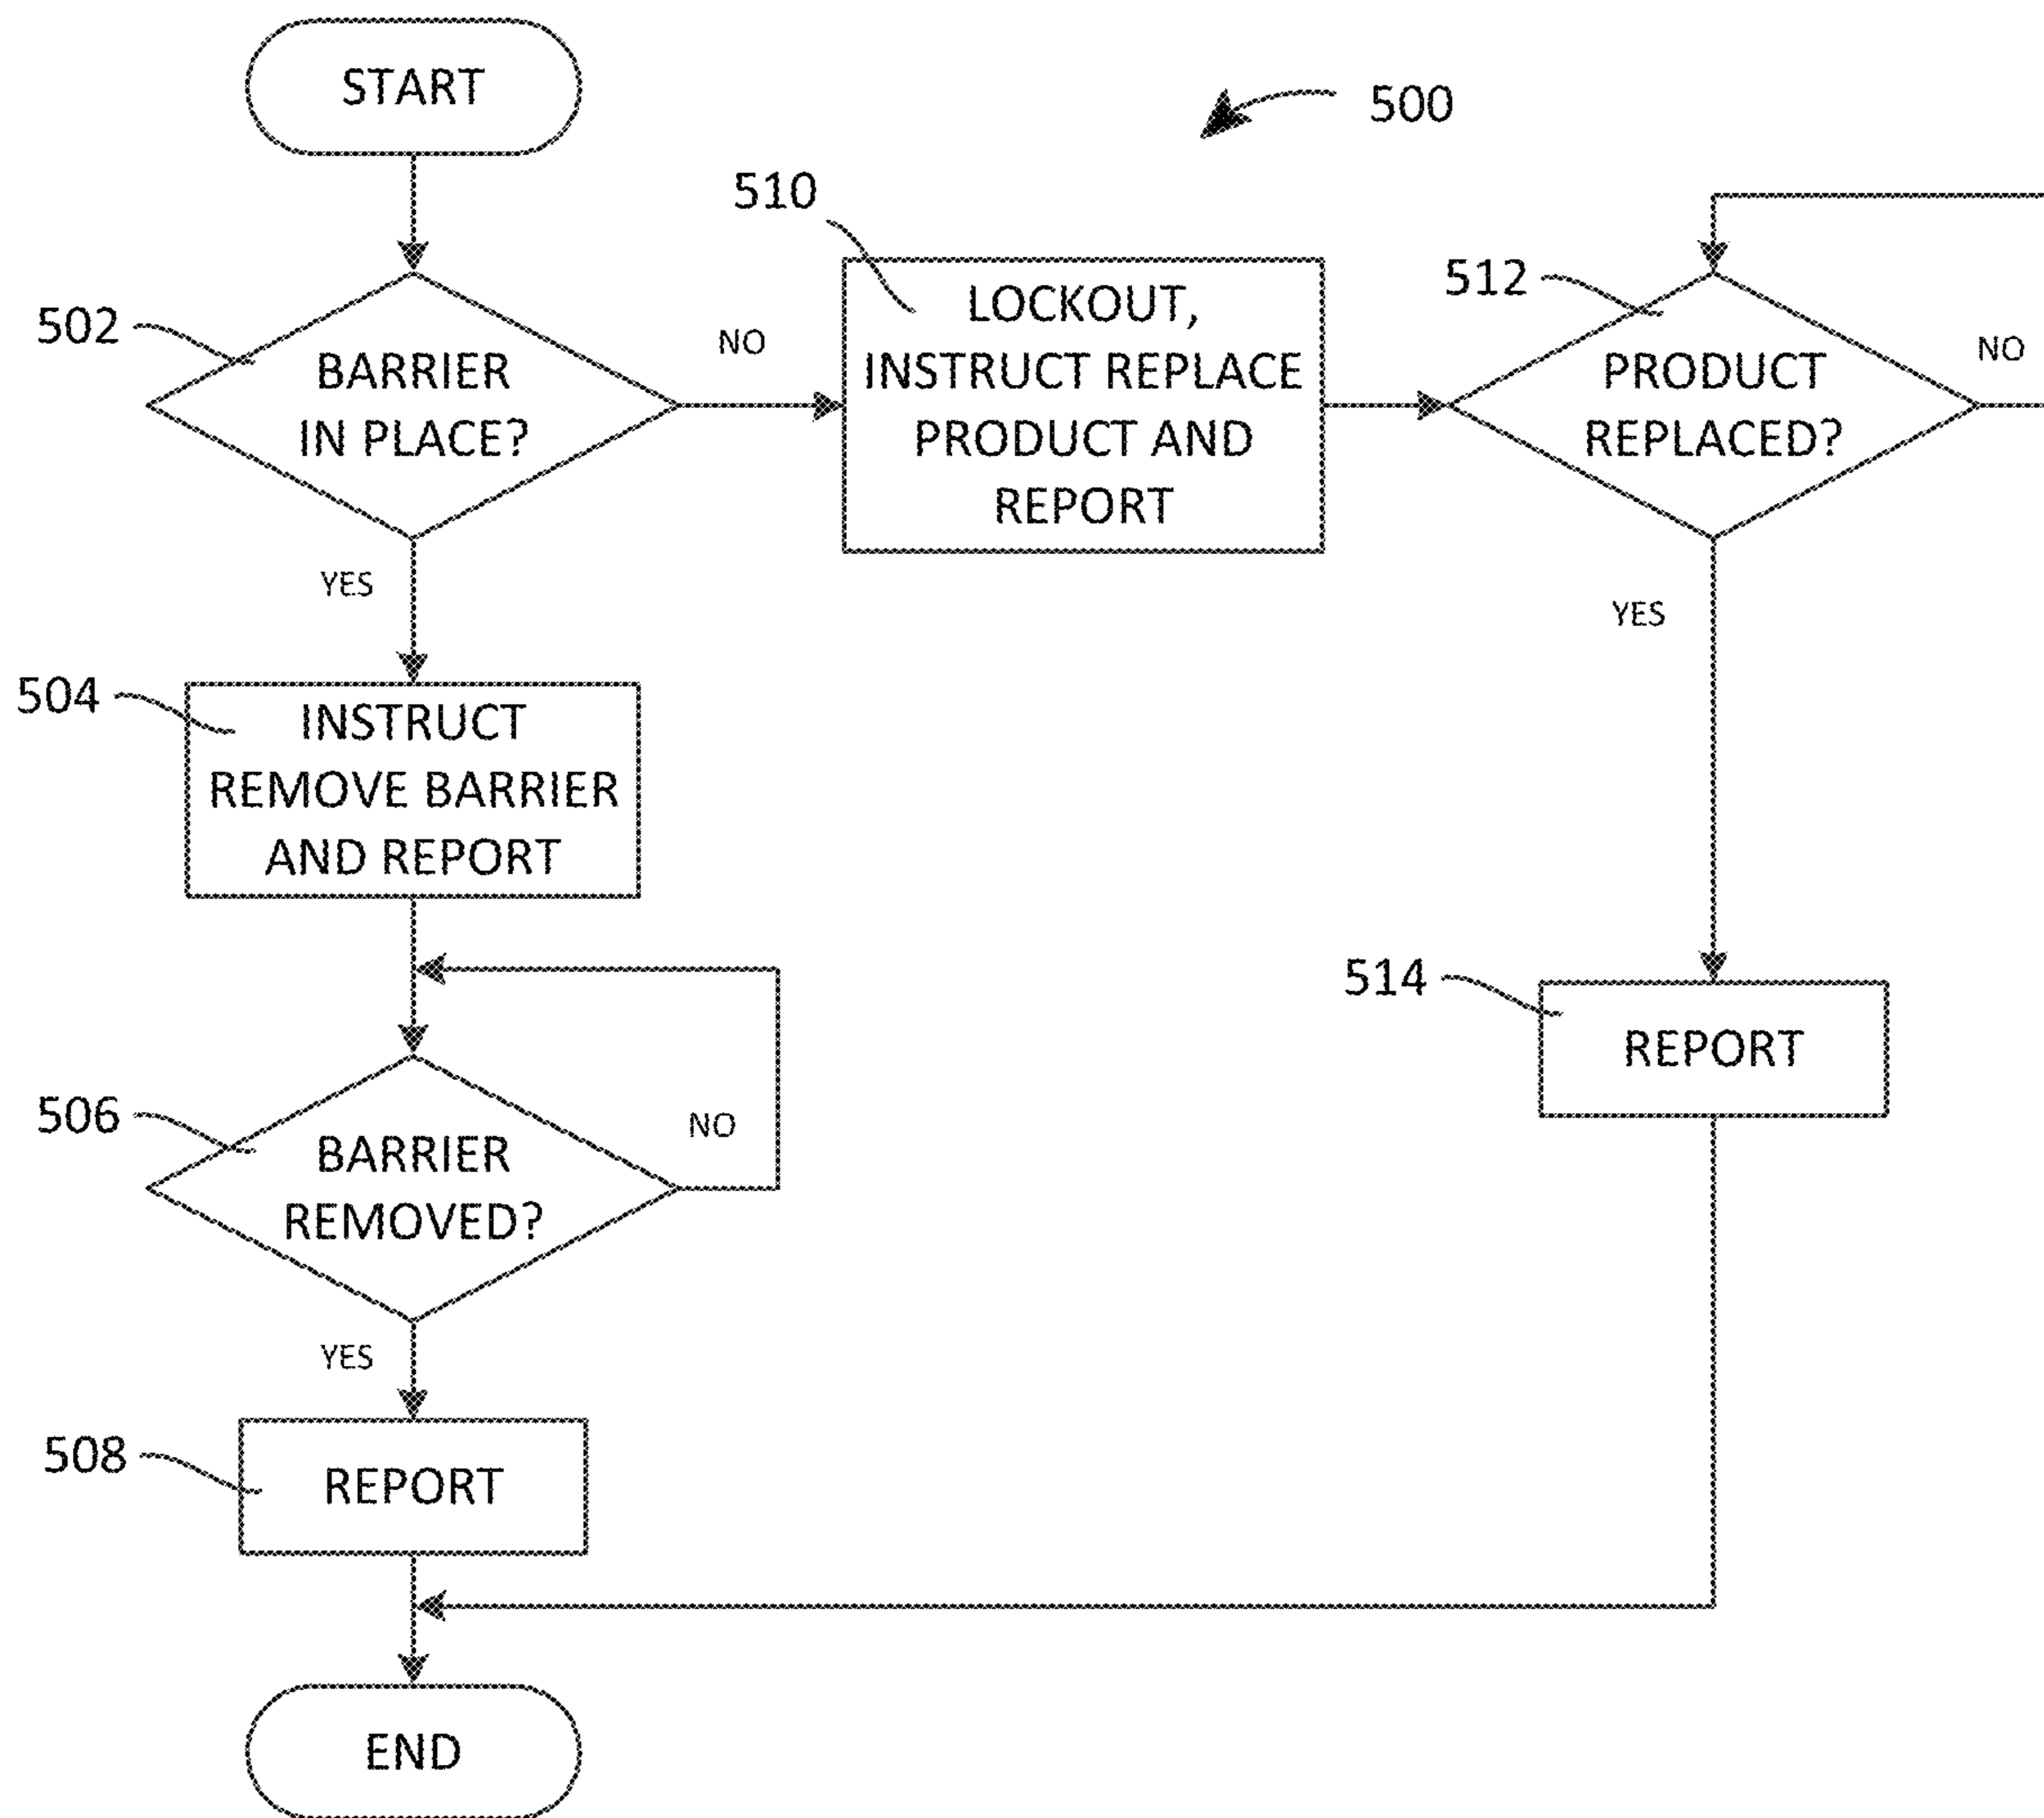 START
500
510
502
BARRIER
IN PLACE?
NO
LOCKOUT,
INSTRUCT REPLACE
PRODUCT AND
REPORT
512
PRODUCT
REPLACED?
NO
YES
YES
504
INSTRUCT
REMOVE BARRIER
AND REPORT
506
BARRIER
REMOVED?
NO
514
REPORT
YES
508
REPORT
END